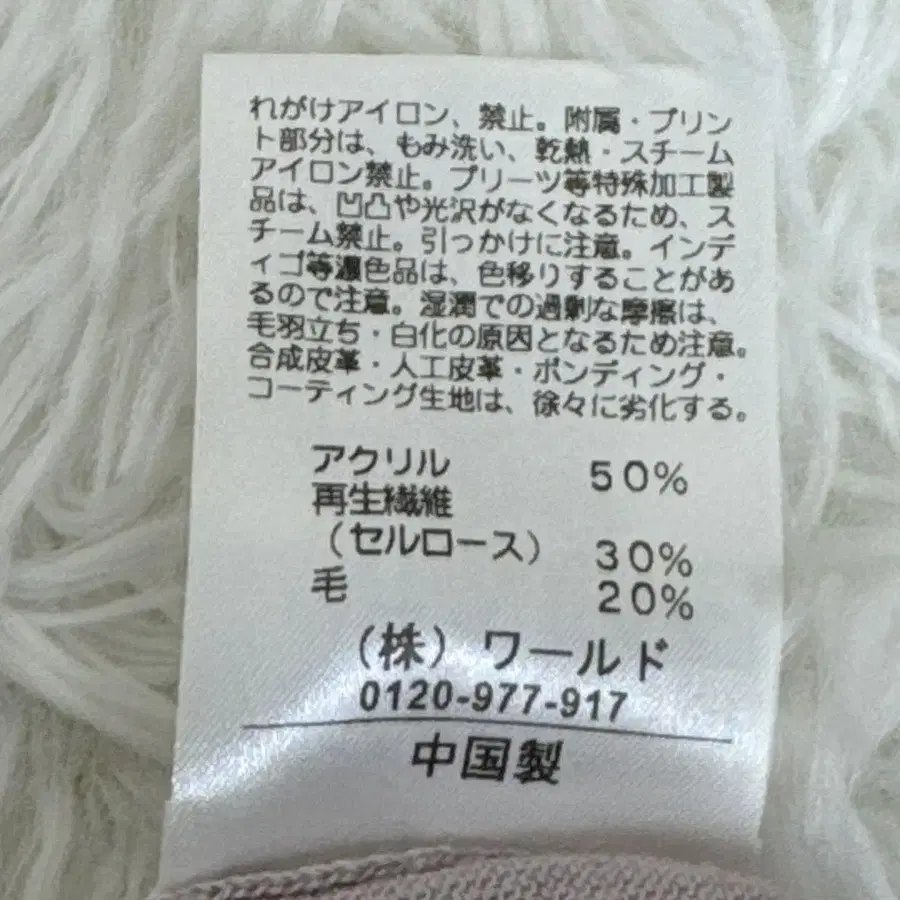 れがけアイロン、禁止。附属・プリン
ト部分は、もみ洗い、乾熱・スチーム
アイロン禁止。プリーツ等特殊加工製
品は、凹凸や光沢がなくなるため、ス
チーム禁止。引っかけに注意。インデ
ィゴ等濃色品は、色移りすることがあ
るので注意。湿潤での過剰な摩擦は、
毛羽立ち・白化の原因となるため注意。
合成皮革・人工皮革・ボンディング・
コーティング生地は、徐々に劣化する。
アクリル 50%
再生繊維
（セルロース） 30%
毛 20%
（株）ワールド
0120-977-917
中国製